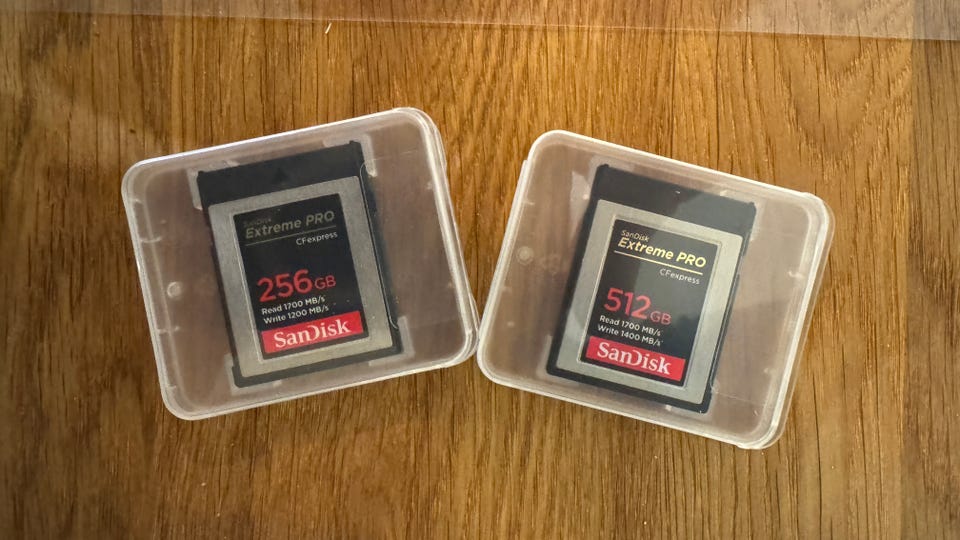 SanDisk
Extreme PRO
CFexpress
256GB
Read 1700 MB/s
Write 1200 MB/s
SanDisk
SanDisk
Extreme PRO
CFexpress
512GB
Read 1700 MB/s
Write 1400 MB/s
SanDisk